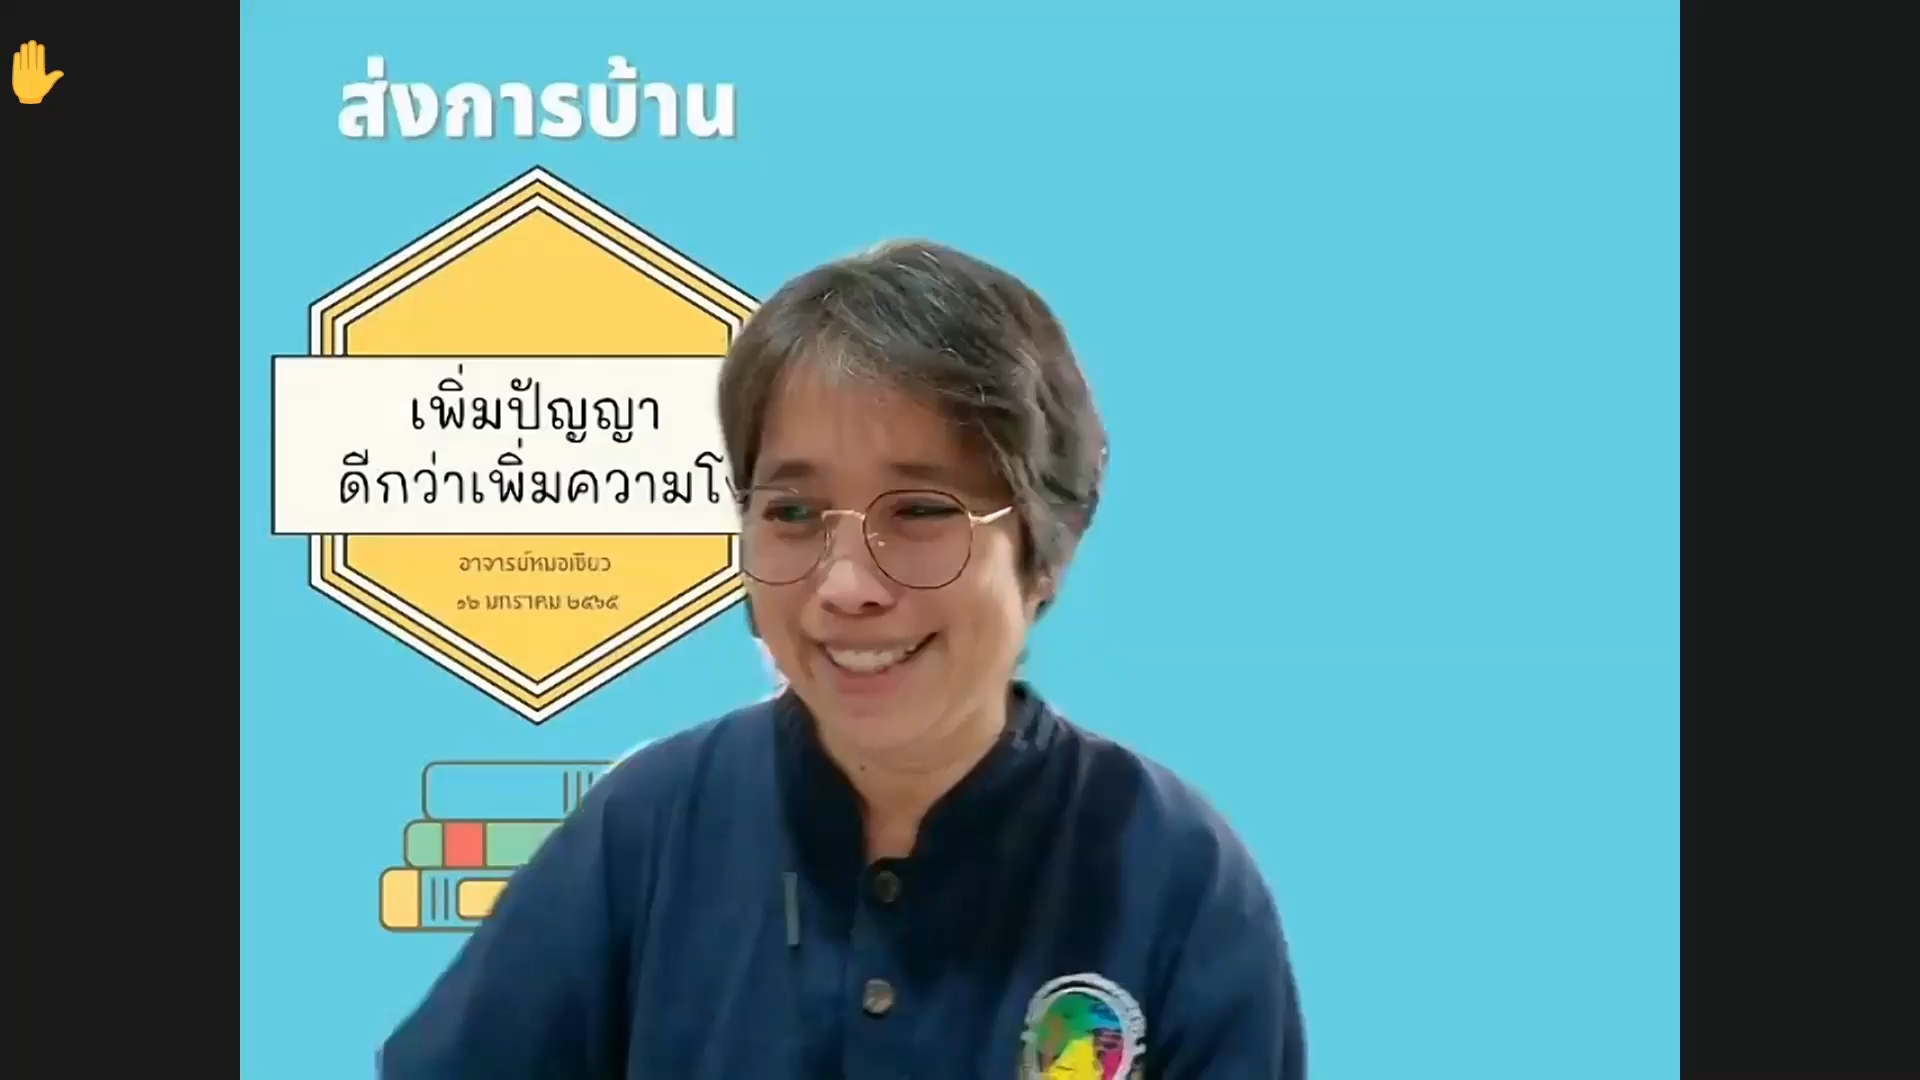 ส่งการบ้าน
เพิ่มปัญญา
ดีกว่าเพิ่มความ
อาจารย์หมอเขียว
๑๖ มกราคม ๒๕๖๕